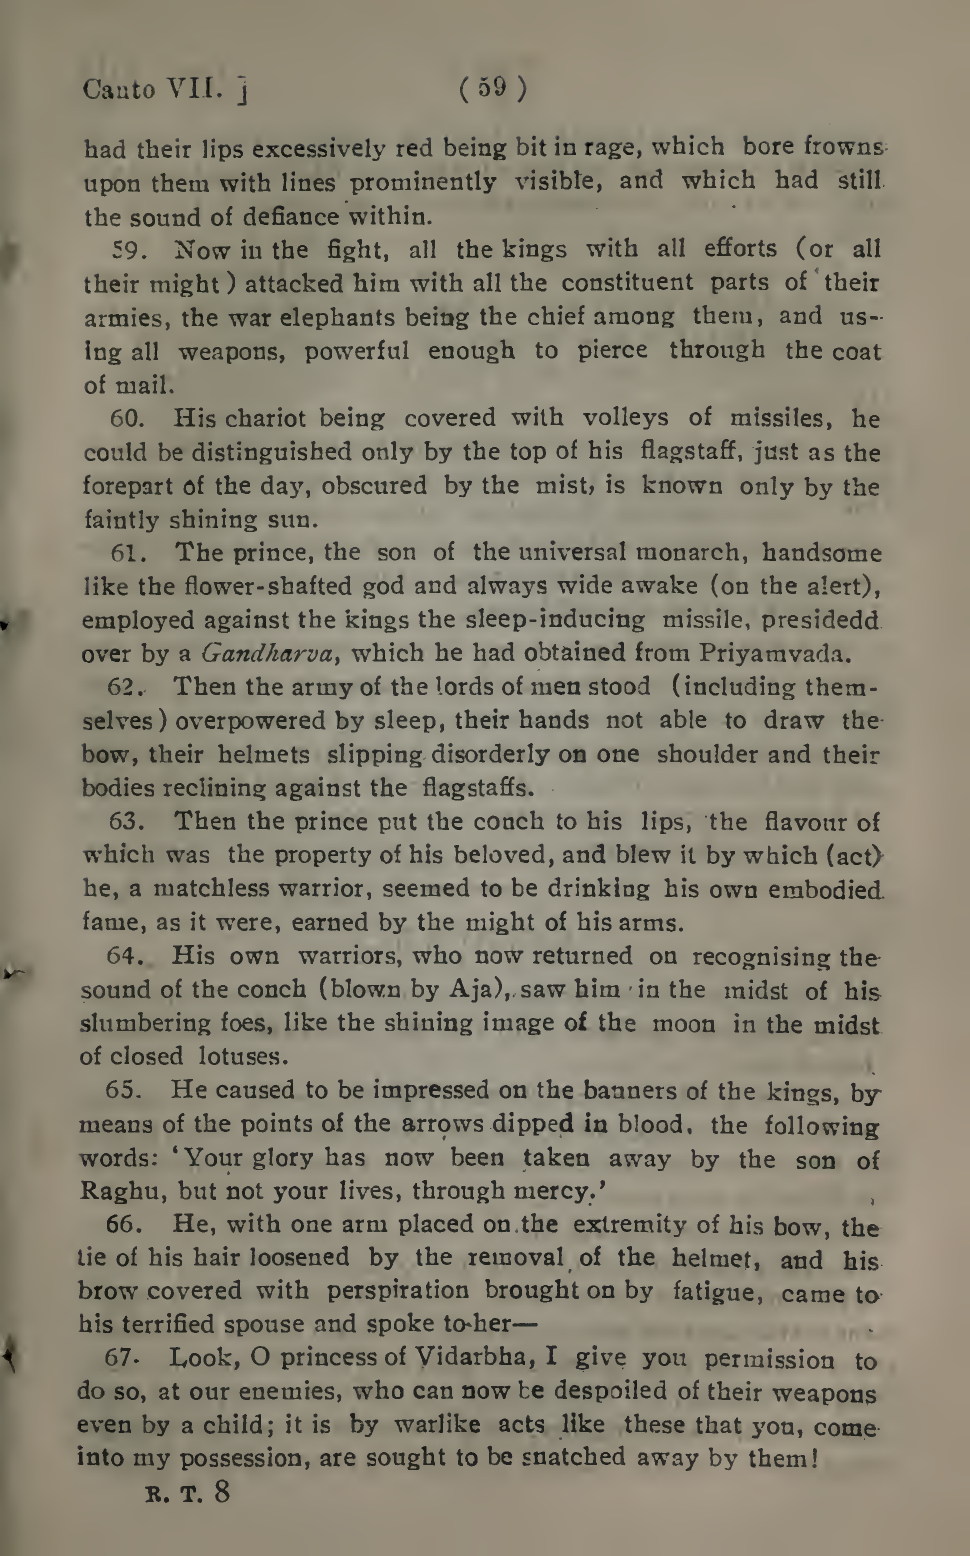 Canto VII. ]
( 59 )
had their lips excessively red being bit in rage, which bore frowns
upon them with lines prominently visible, and which had still
the sound of defiance within.
59. Now in the fight, all the kings with all efforts (or all
their might ) attacked him with all the constituent parts of their
armies, the war elephants being the chief among them, and us-
ing all weapons, powerful enough to pierce through the coat
of mail.
60. His chariot being covered with volleys of missiles, he
could be distinguished only by the top of his flagstaff, just as the
forepart of the day, obscured by the mist, is known only by the
faintly shining sun.
61. The prince, the son of the universal monarch, handsome
like the flower-shafted god and always wide awake (on the alert),
employed against the kings the sleep-inducing missile, presidedd
over by a Gandharva, which he had obtained from Priyamvada.
62. Then the army of the lords of men stood (including them-
selves ) overpowered by sleep, their hands not able to draw the
bow, their helmets slipping disorderly on one shoulder and their
bodies reclining against the flagstaffs.
63. Then the prince put the conch to his lips, the flavour of
which was the property of his beloved, and blew it by which (act)
he, a matchless warrior, seemed to be drinking his own embodied
fame, as it were, earned by the might of his arms.
64. His own warriors, who now returned on recognising the
sound of the conch (blown by Aja), saw him in the midst of his
slumbering foes, like the shining image of the moon in the midst
of closed lotuses.
65. He caused to be impressed on the banners of the kings, by
means of the points of the arrows dipped in blood, the following
words: ‘Your glory has now been taken away by the son of
Raghu, but not your lives, through mercy.’
66. He, with one arm placed on the extremity of his bow, the
tie of his hair loosened by the removal of the helmet, and his
brow covered with perspiration brought on by fatigue, came to
his terrified spouse and spoke to her—
67. Look, O princess of Vidarbha, I give you permission to
do so, at our enemies, who can now be despoiled of their weapons
even by a child; it is by warlike acts like these that you, come
into my possession, are sought to be snatched away by them!
R. T. 8